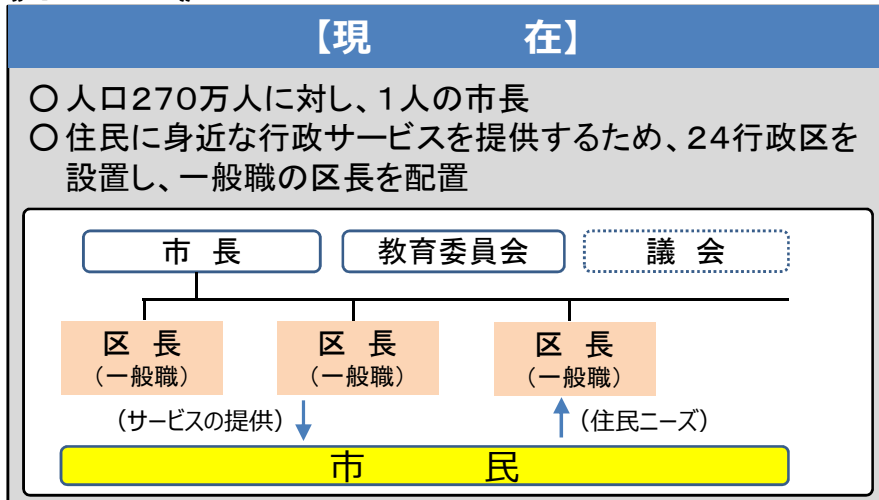 【現　　　在】
○人口270万人に対し、1人の市長
○住民に身近な行政サービスを提供するため、24行政区を
設置し、一般職の区長を配置
市 長　教育委員会　議 会
区 長　区 長　区 長
（一般職）　（一般職）　（一般職）
（サービスの提供）　（住民ニーズ）
市　　　民